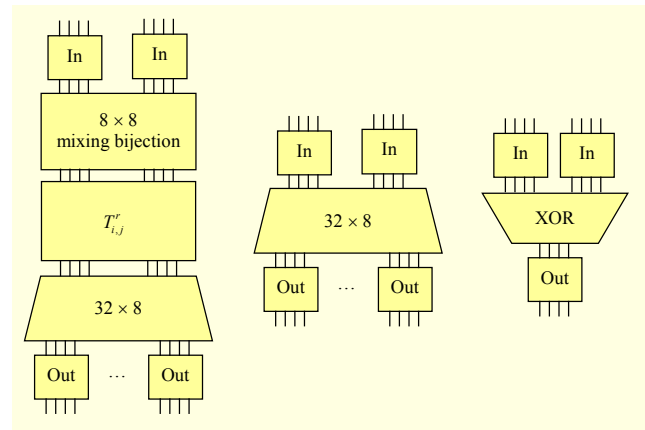 In In
8 × 8
mixing bijection
T^r_{i,j}
32 × 8
Out ... Out
In In
32 × 8
Out ... Out
In In
XOR
Out